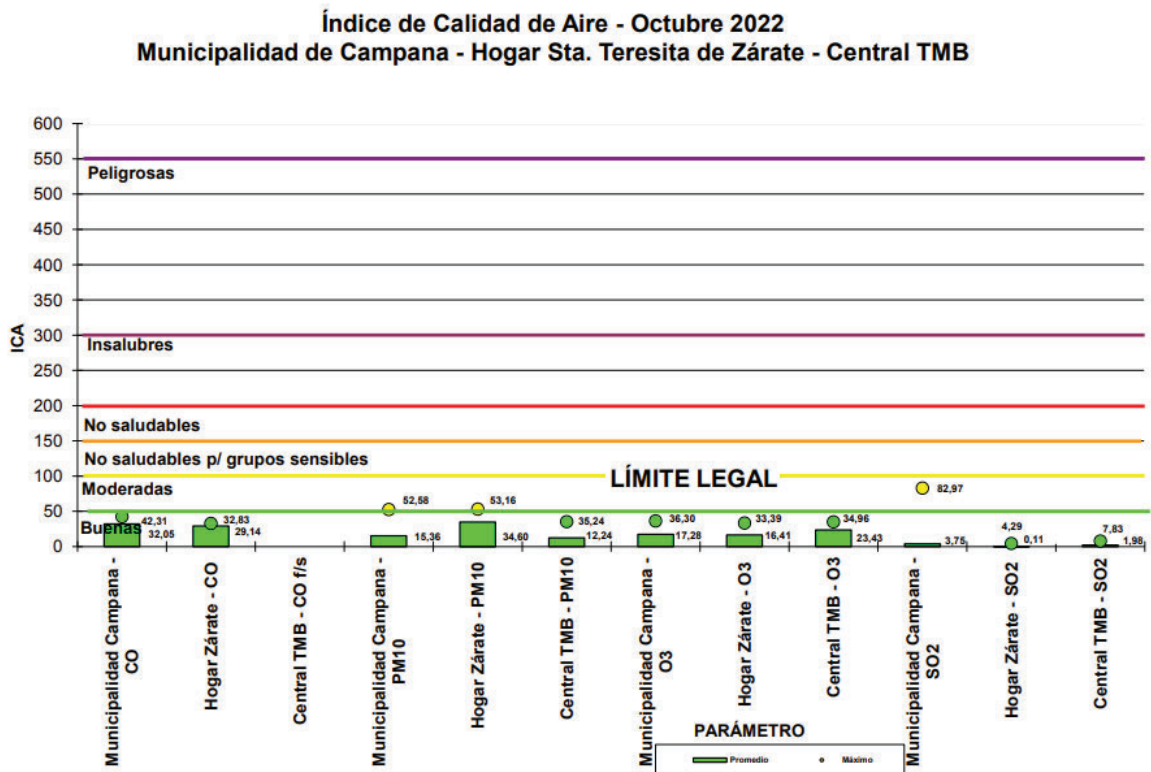 Índice de Calidad de Aire - Octubre 2022
Municipalidad de Campana - Hogar Sta. Teresita de Zárate - Central TMB
ICA
600
550
500
450
400
350
300
250
200
150
100
50
0
Peligrosas
Insalubres
No saludables
No saludables p/ grupos sensibles
Moderadas
Buenas
LÍMITE LEGAL
42,31
32,05
32,83
29,14
52,58
15,36
53,16
34,60
35,24
12,24
36,30
17,28
33,39
16,41
34,96
23,43
82,97
3,75
4,29
0,11
7,83
1,98
Municipalidad Campana -
CO
Hogar Zárate - CO
Central TMB - CO f/s
Municipalidad Campana -
PM10
Hogar Zárate - PM10
Central TMB - PM10
Municipalidad Campana -
O3
Hogar Zárate - O3
Central TMB - O3
Municipalidad Campana -
SO2
Hogar Zárate - SO2
Central TMB - SO2
PARÁMETRO
Promedio
Máximo